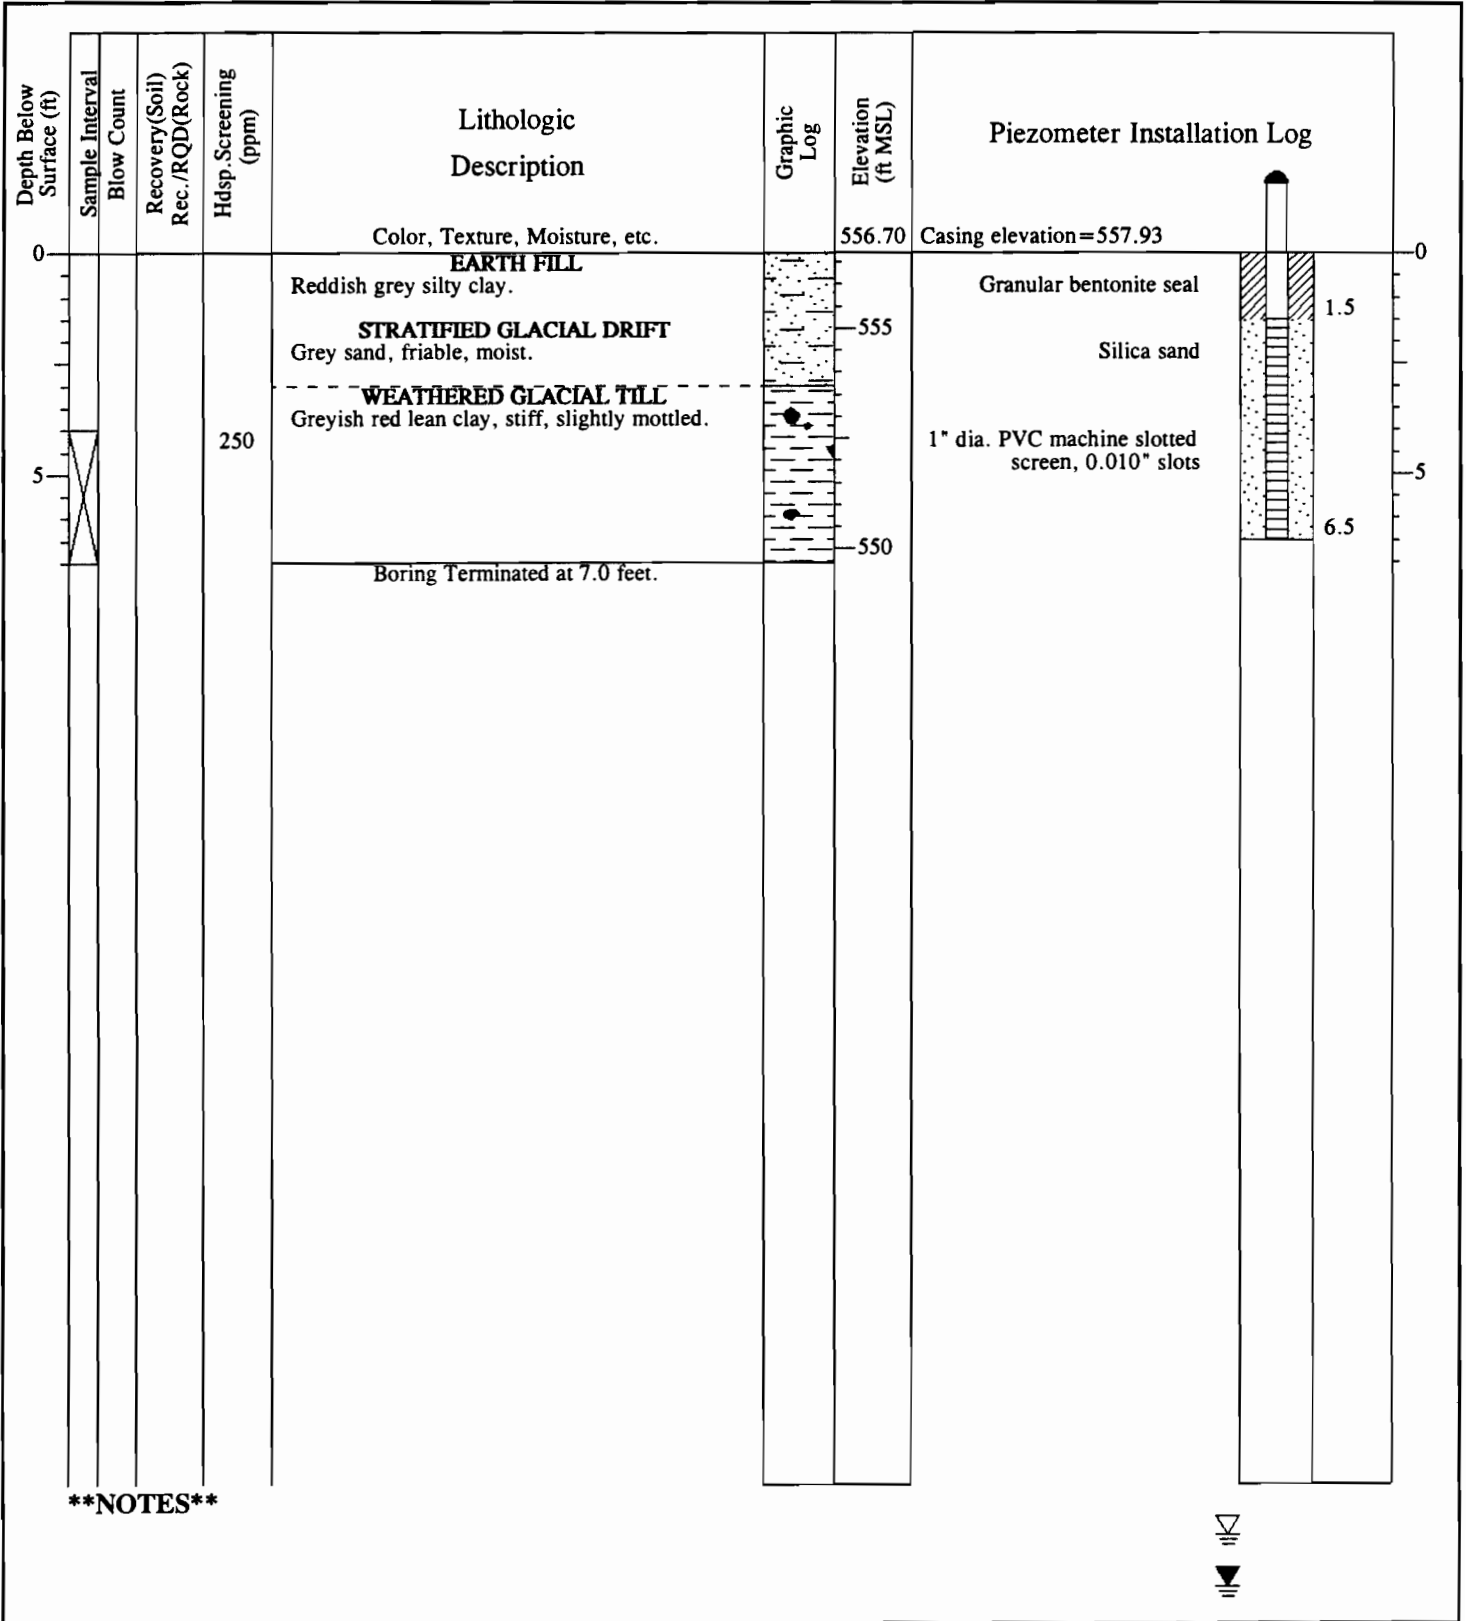 Depth Below
Surface (ft)
Sample Interval
Blow Count
Recovery(Soil)
Rec./RQD(Rock)
Hdsp.Screening
(ppm)
Lithologic
Description
Color, Texture, Moisture, etc.
Graphic
Log
Elevation
(ft MSL)
Piezometer Installation Log
556.70
Casing elevation=557.93
0
0
EARTH FILL
Reddish grey silty clay.
Granular bentonite seal
1.5
STRATIFIED GLACIAL DRIFT
555
Grey sand, friable, moist.
Silica sand
WEATHERED GLACIAL TILL
Greyish red lean clay, stiff, slightly mottled.
250
1" dia. PVC machine slotted
screen, 0.010" slots
5
5
6.5
550
Boring Terminated at 7.0 feet.
**NOTES**